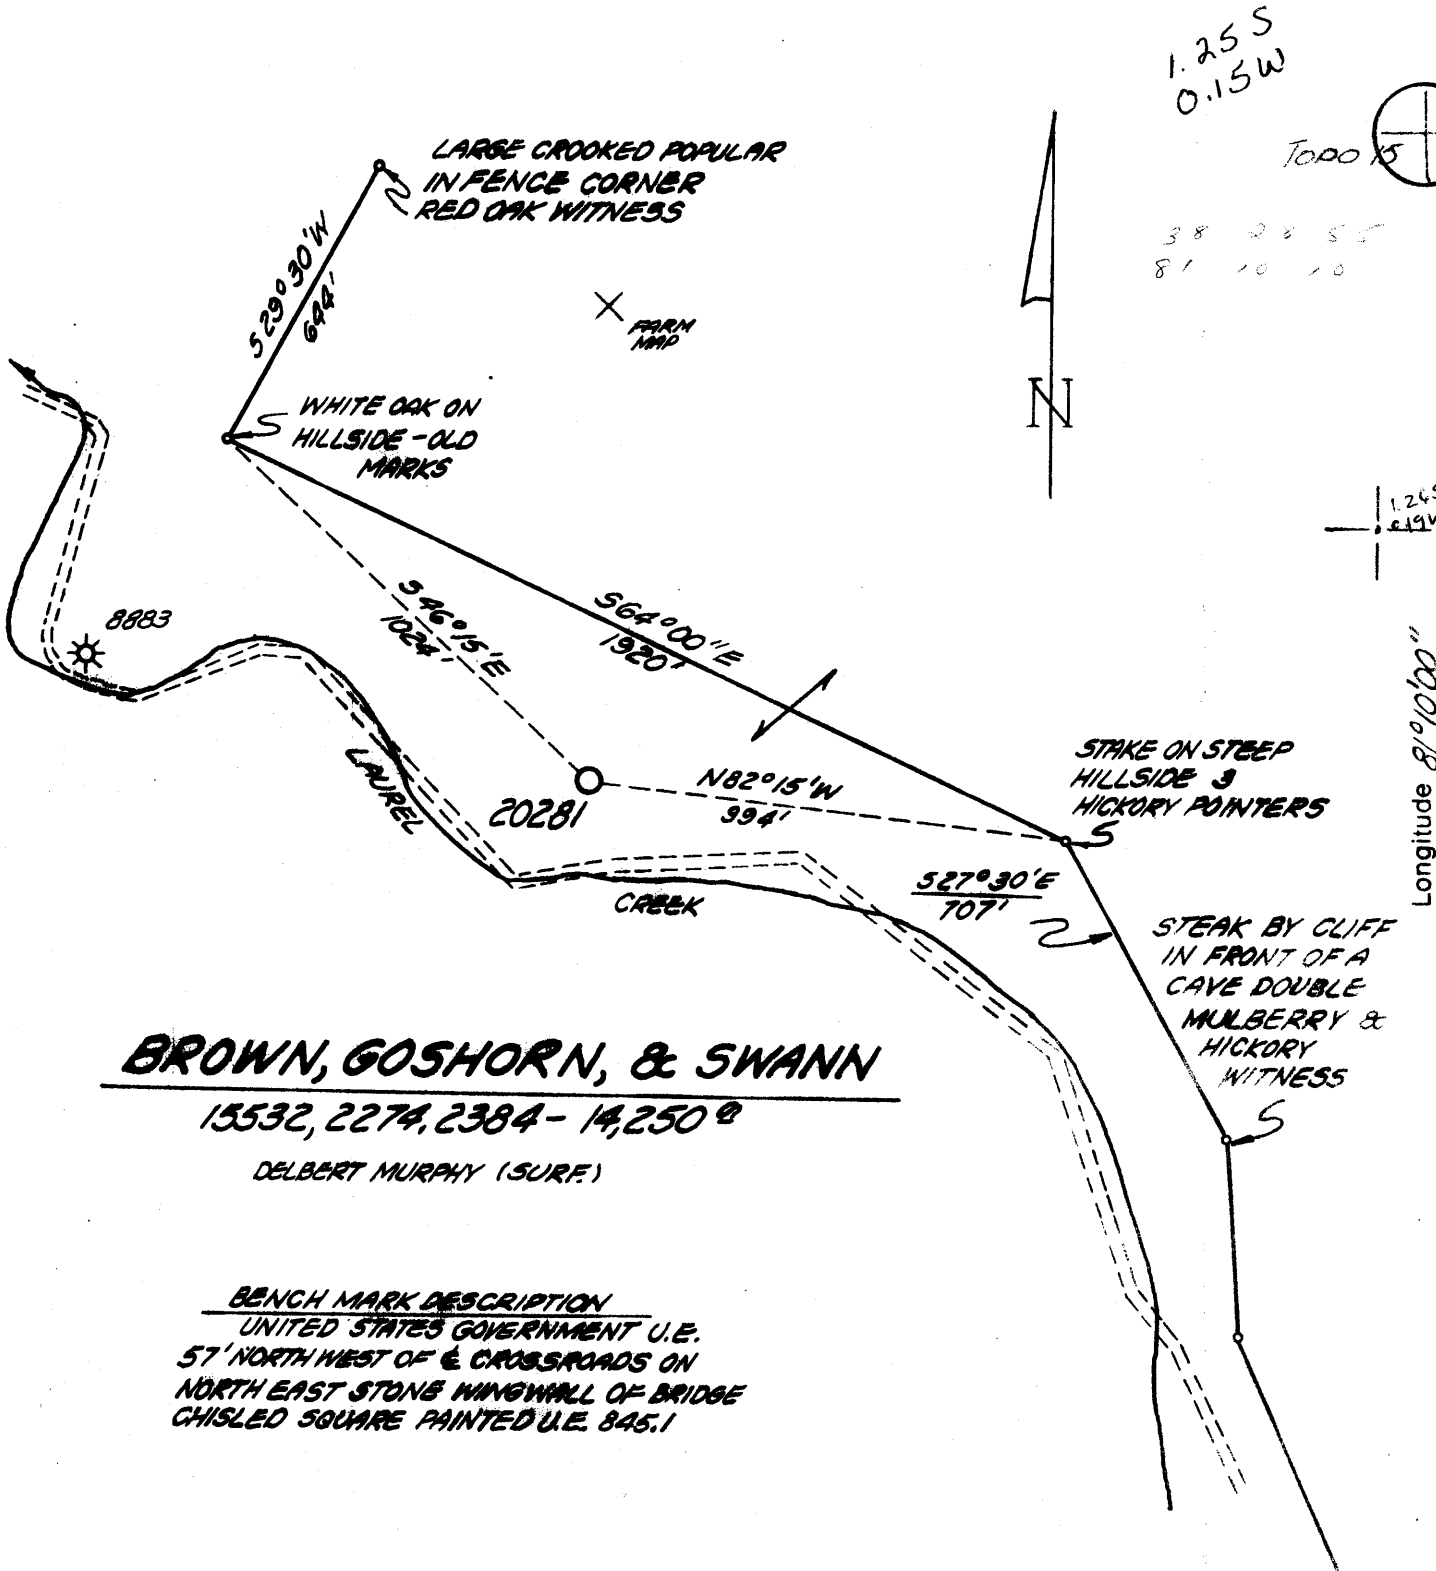 1.25 S
0.15 W
TOPO 15
LARGE CROOKED POPULAR
IN FENCE CORNER
RED OAK WITNESS
38 28 55
81 10 10
S29°30'W
644'
FARM
MAP
WHITE OAK ON
HILLSIDE - OLD
MARKS
N
8883
S46°15'E
1024'
S64°00"E
1920'
Longitude 81°10'00"
STAKE ON STEEP
HILLSIDE 3
HICKORY POINTERS
N82°15'W
994'
20281
LAUREL
CREEK
S27°30'E
707'
STEAK BY CLIFF
IN FRONT OF A
CAVE DOUBLE
MULBERRY &
HICKORY
WITNESS
BROWN, GOSHORN, & SWANN
15532, 2274, 2384 - 14,250 @
DELBERT MURPHY (SURF.)
BENCH MARK DESCRIPTION
UNITED STATES GOVERNMENT U.E.
57' NORTH WEST OF ℄ CROSSROADS ON
NORTH EAST STONE WINGWALL OF BRIDGE
CHISLED SQUARE PAINTED U.E. 845.1